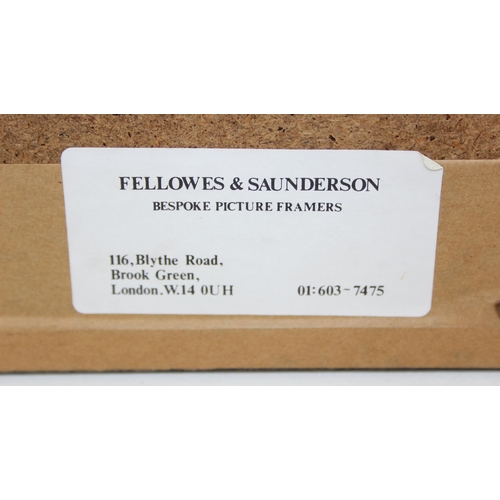 FELLOWES & SAUNDERSON
BESPOKE PICTURE FRAMERS
116, Blythe Road,
Brook Green,
London. W.14 0UH 01:603-7475